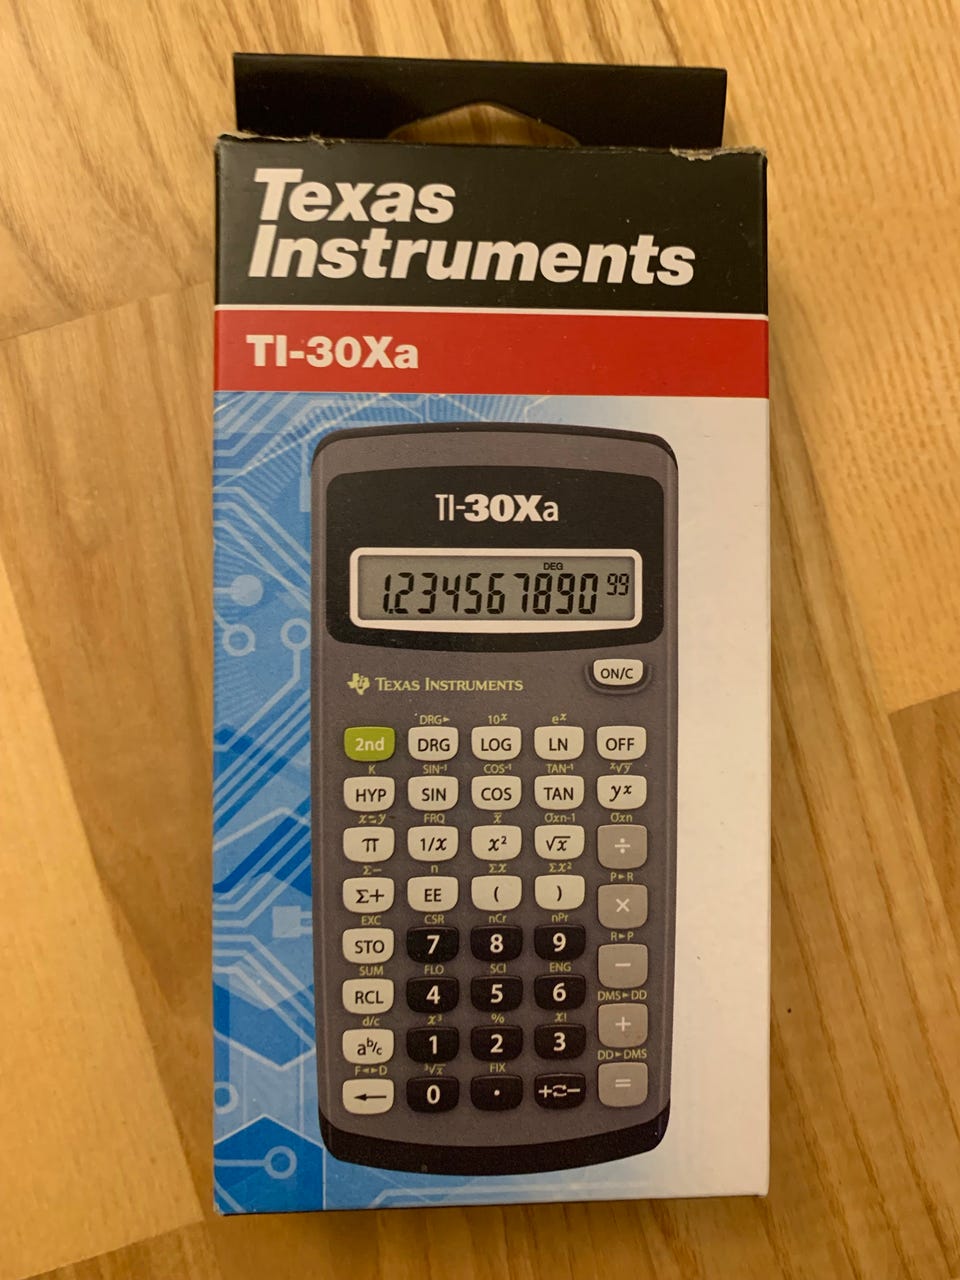 Texas
Instruments
TI-30Xa
TI-30Xa
DEG
1.234567890 99
TEXAS INSTRUMENTS
ON/C
DRG► 10ˣ eˣ
2nd DRG LOG LN OFF
K SIN⁻¹ COS⁻¹ TAN⁻¹ ˣ√y
HYP SIN COS TAN yˣ
x⇆y FRQ x̅ σxn-1 σxn
π 1/x x² √x ÷
Σ− n Σx Σx² P►R
Σ+ EE ( ) ×
EXC CSR nCr nPr R►P
STO 7 8 9 −
SUM FLO SCI ENG DMS►DD
RCL 4 5 6 +
d/c x³ % x! DD►DMS
aᵇ/c 1 2 3 =
F◄►D ³√x FIX
← 0 . +⇆−